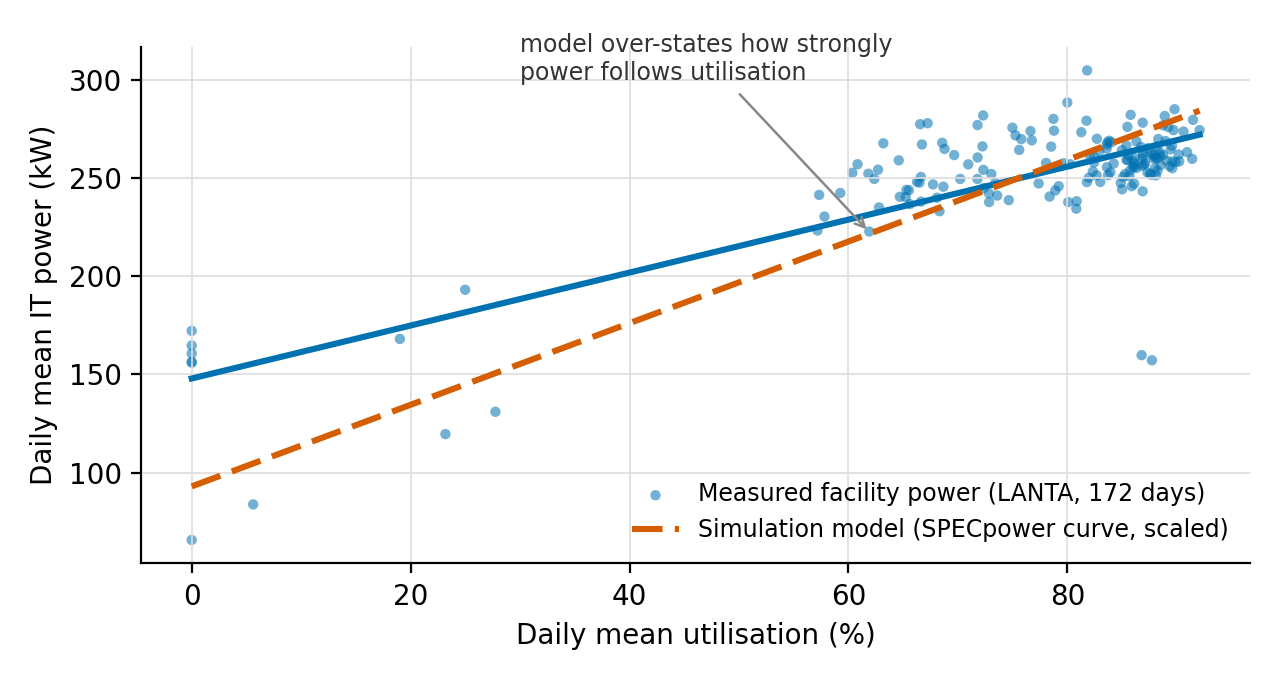 model over-states how strongly
power follows utilisation
300
250
200
150
100
Daily mean IT power (kW)
Measured facility power (LANTA, 172 days)
Simulation model (SPECpower curve, scaled)
0
20
40
60
80
Daily mean utilisation (%)